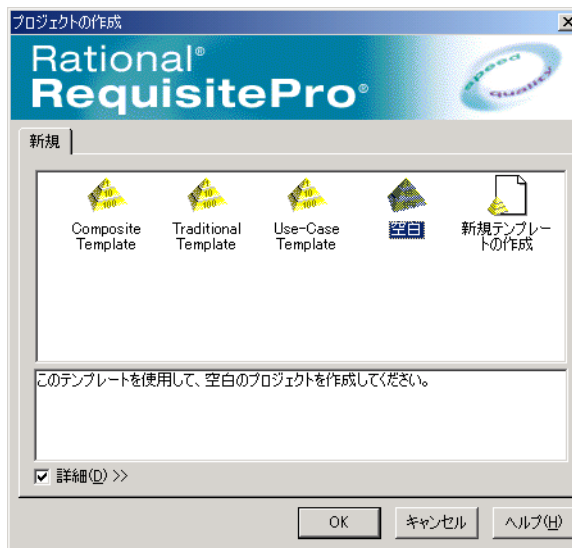 プロジェクトの作成
Rational®
RequisitePro®
speed
quality
新規
Composite
Template
Traditional
Template
Use-Case
Template
空白
新規テンプレー
トの作成
このテンプレートを使用して、空白のプロジェクトを作成してください。
詳細(D) >>
OK
キャンセル
ヘルプ(H)